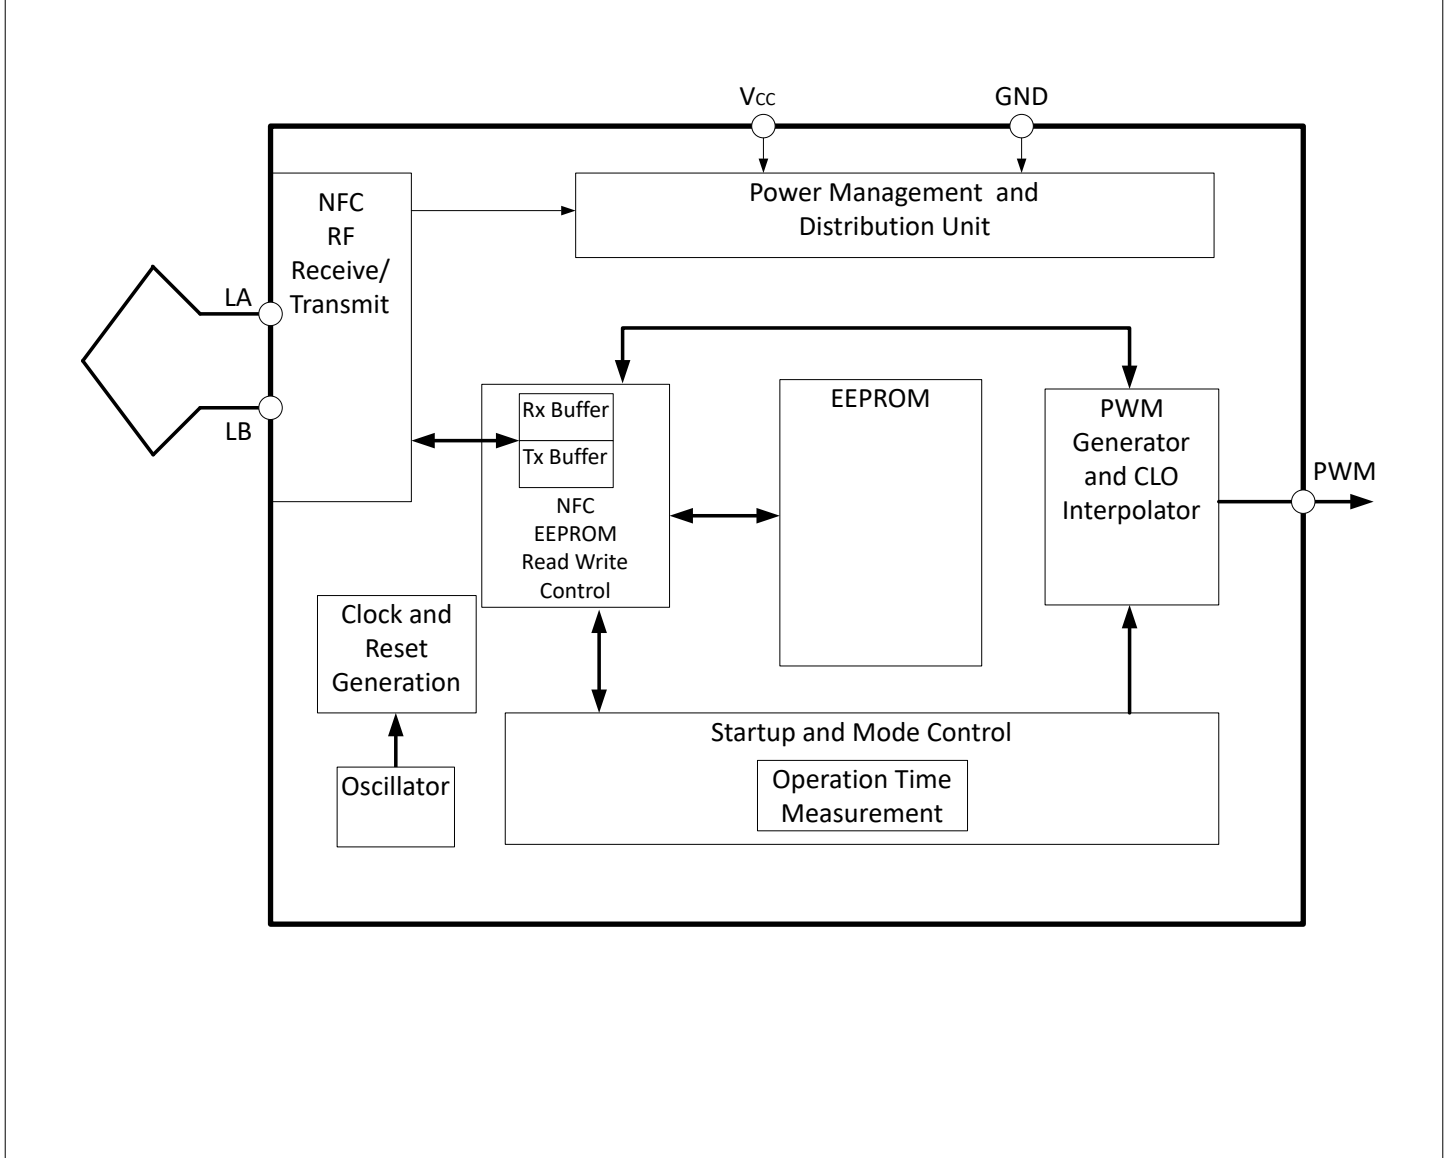 VCC
GND
NFC
RF
Receive/
Transmit
Power Management and
Distribution Unit
LA
LB
Rx Buffer
Tx Buffer
NFC
EEPROM
Read Write
Control
EEPROM
PWM
Generator
and CLO
Interpolator
PWM
Clock and
Reset
Generation
Oscillator
Startup and Mode Control
Operation Time
Measurement